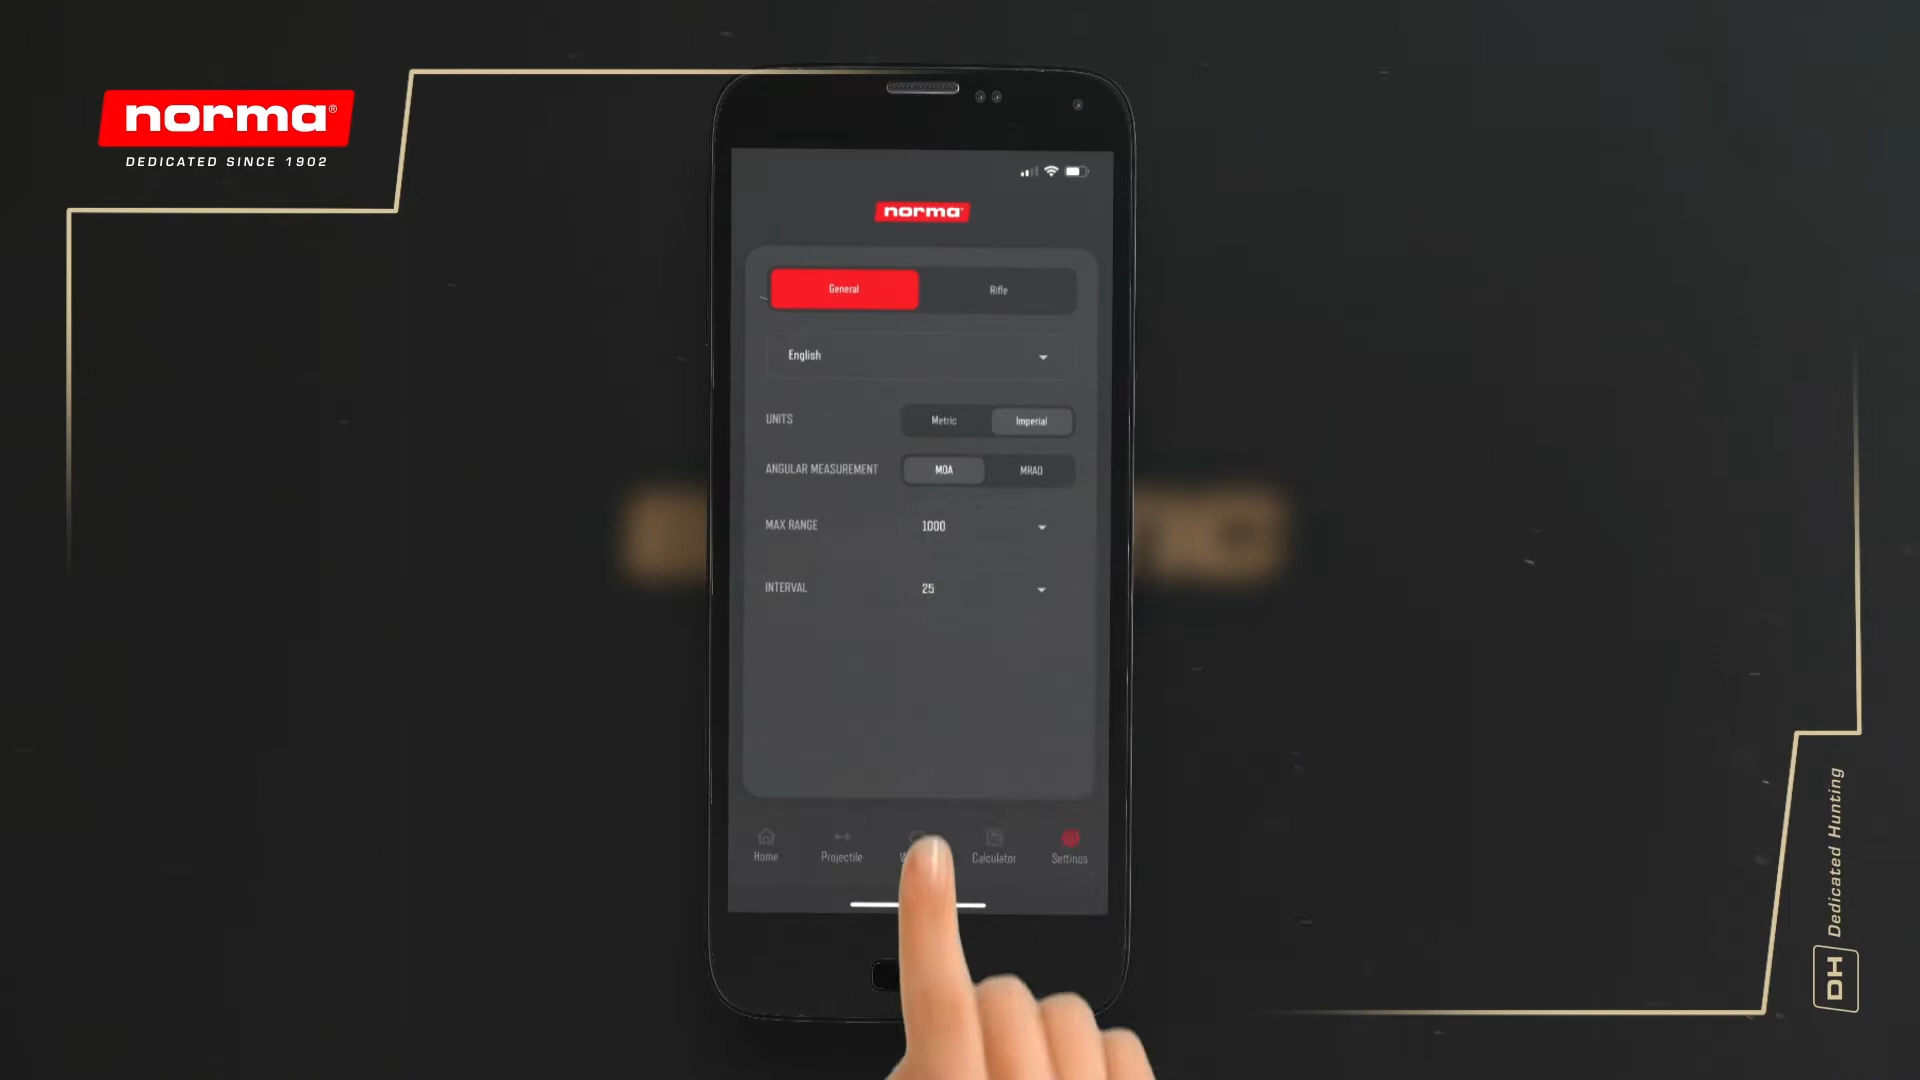 norma®
DEDICATED SINCE 1902
norma
General
Rifle
English
UNITS
Metric
Imperial
ANGULAR MEASUREMENT
MOA
MRAD
MAX RANGE
1000
INTERVAL
25
Home
Projectile
Calculator
Settings
DH
Dedicated Hunting